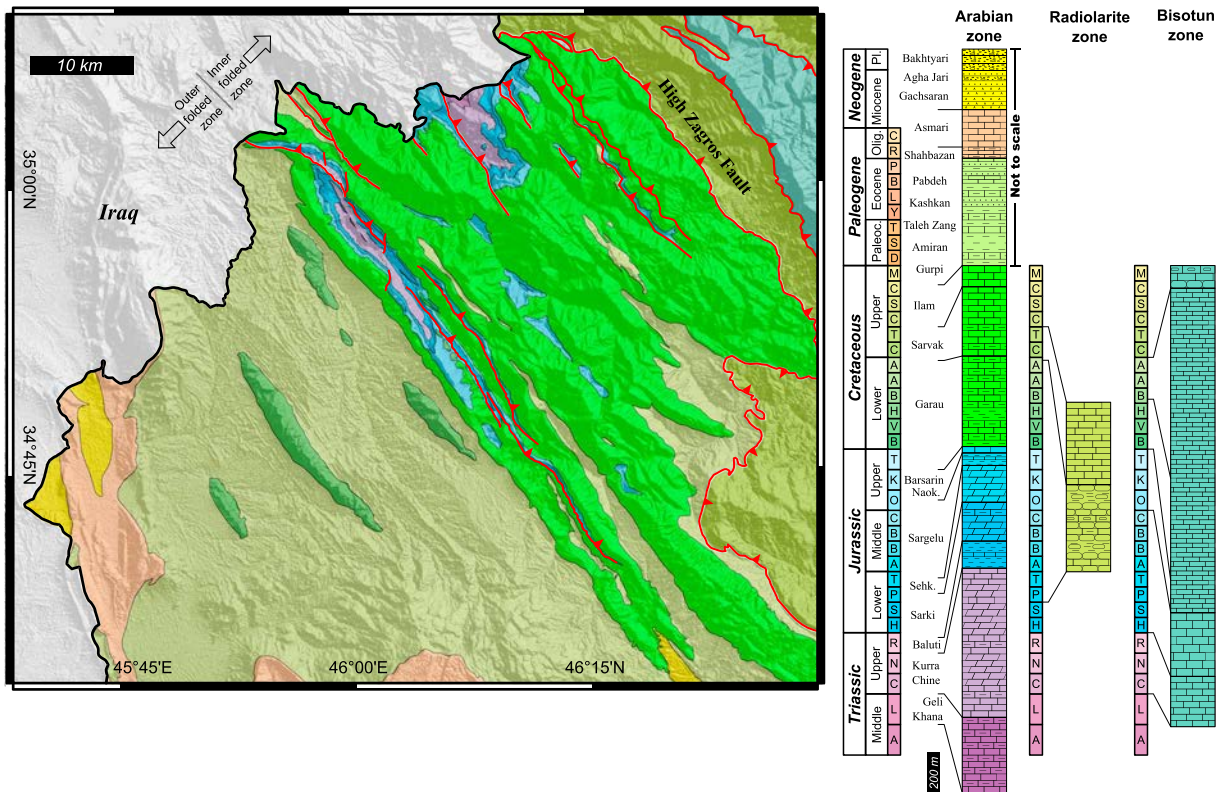 10 km
Outer
folded
zone
Inner
folded
zone
Iraq
High Zagros Fault
35°00'N
34°45'N
45°45'E
46°00'E
46°15'N
Arabian
zone
Radiolarite
zone
Bisotun
zone
Neogene
Paleogene
Cretaceous
Jurassic
Triassic
Pl.
Miocene
Olig.
Eocene
Paleoc.
Upper
Lower
Upper
Middle
Lower
Upper
Middle
C
R
P
B
L
Y
T
S
D
M
C
S
C
T
C
A
A
B
H
V
B
T
K
O
C
B
B
A
T
P
S
H
R
N
C
L
A
Bakhtyari
Agha Jari
Gachsaran
Asmari
Shahbazan
Pabdeh
Kashkan
Taleh Zang
Amiran
Gurpi
Ilam
Sarvak
Garau
Barsarin
Naok.
Sargelu
Sehk.
Sarki
Baluti
Kurra
Chine
Geli
Khana
Not to scale
200 m
M
C
S
C
T
C
A
A
B
H
V
B
T
K
O
C
B
B
A
T
P
S
H
R
N
C
L
A
M
C
S
C
T
C
A
A
B
H
V
B
T
K
O
C
B
B
A
T
P
S
H
R
N
C
L
A